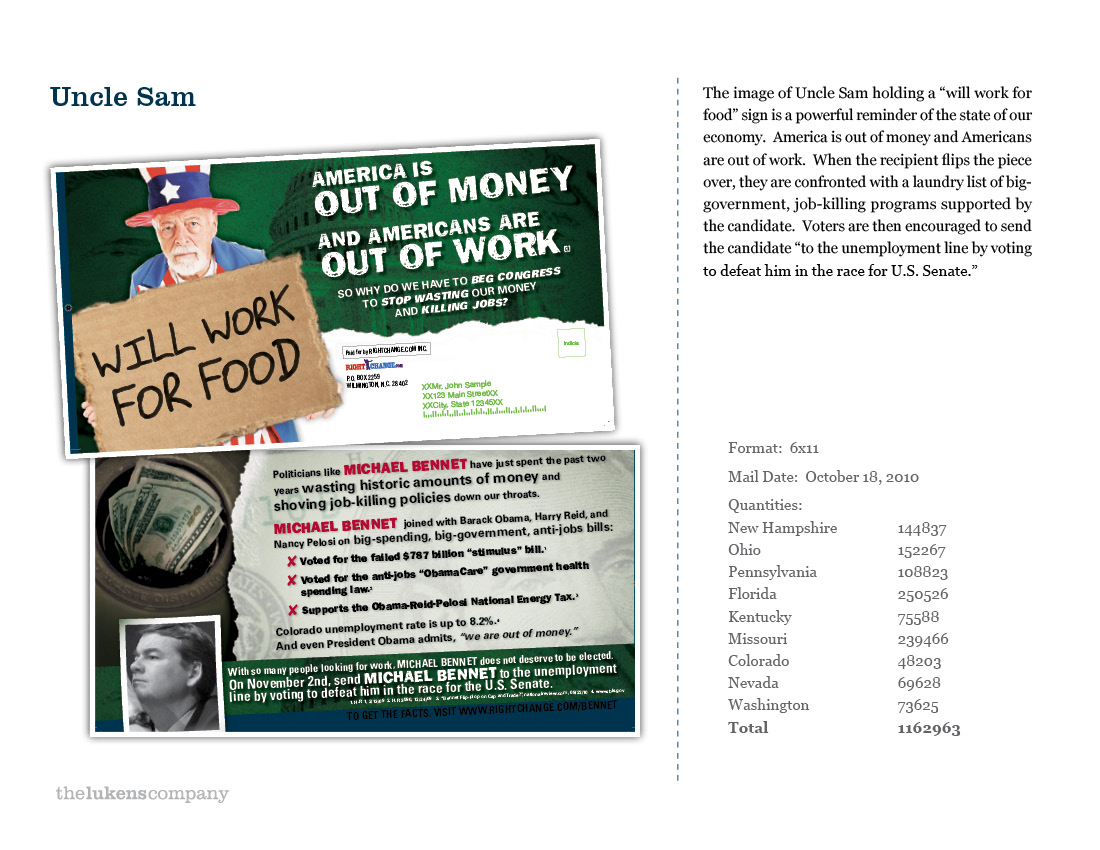 Uncle Sam
AMERICA IS
OUT OF MONEY
AND AMERICANS ARE
OUT OF WORK.
SO WHY DO WE HAVE TO BEG CONGRESS
TO STOP WASTING OUR MONEY
AND KILLING JOBS?
WILL WORK
FOR FOOD
Paid for by RIGHTCHANGE.COM INC.
RIGHTCHANGE.com
P.O. BOX 2259
WILMINGTON, N.C. 28402
Indicia
XXMr. John Sample
XX123 Main StreetXX
XXCity, State 12345XX
Politicians like MICHAEL BENNET have just spent the past two
years wasting historic amounts of money and
shoving job-killing policies down our throats.
MICHAEL BENNET joined with Barack Obama, Harry Reid, and
Nancy Pelosi on big-spending, big-government, anti-jobs bills:
✘ Voted for the failed $787 billion “stimulus” bill.¹
✘ Voted for the anti-jobs “ObamaCare” government health
spending law.²
✘ Supports the Obama-Reid-Pelosi National Energy Tax.³
Colorado unemployment rate is up to 8.2%.⁴
And even President Obama admits, “we are out of money.”
With so many people looking for work, MICHAEL BENNET does not deserve to be elected.
On November 2nd, send MICHAEL BENNET to the unemployment
line by voting to defeat him in the race for the U.S. Senate.
TO GET THE FACTS, VISIT WWW.RIGHTCHANGE.COM/BENNET
The image of Uncle Sam holding a “will work for
food” sign is a powerful reminder of the state of our
economy. America is out of money and Americans
are out of work. When the recipient flips the piece
over, they are confronted with a laundry list of big-
government, job-killing programs supported by
the candidate. Voters are then encouraged to send
the candidate “to the unemployment line by voting
to defeat him in the race for U.S. Senate.”
Format: 6x11
Mail Date: October 18, 2010
Quantities:
New Hampshire 144837
Ohio 152267
Pennsylvania 108823
Florida 250526
Kentucky 75588
Missouri 239466
Colorado 48203
Nevada 69628
Washington 73625
Total 1162963
thelukenscompany